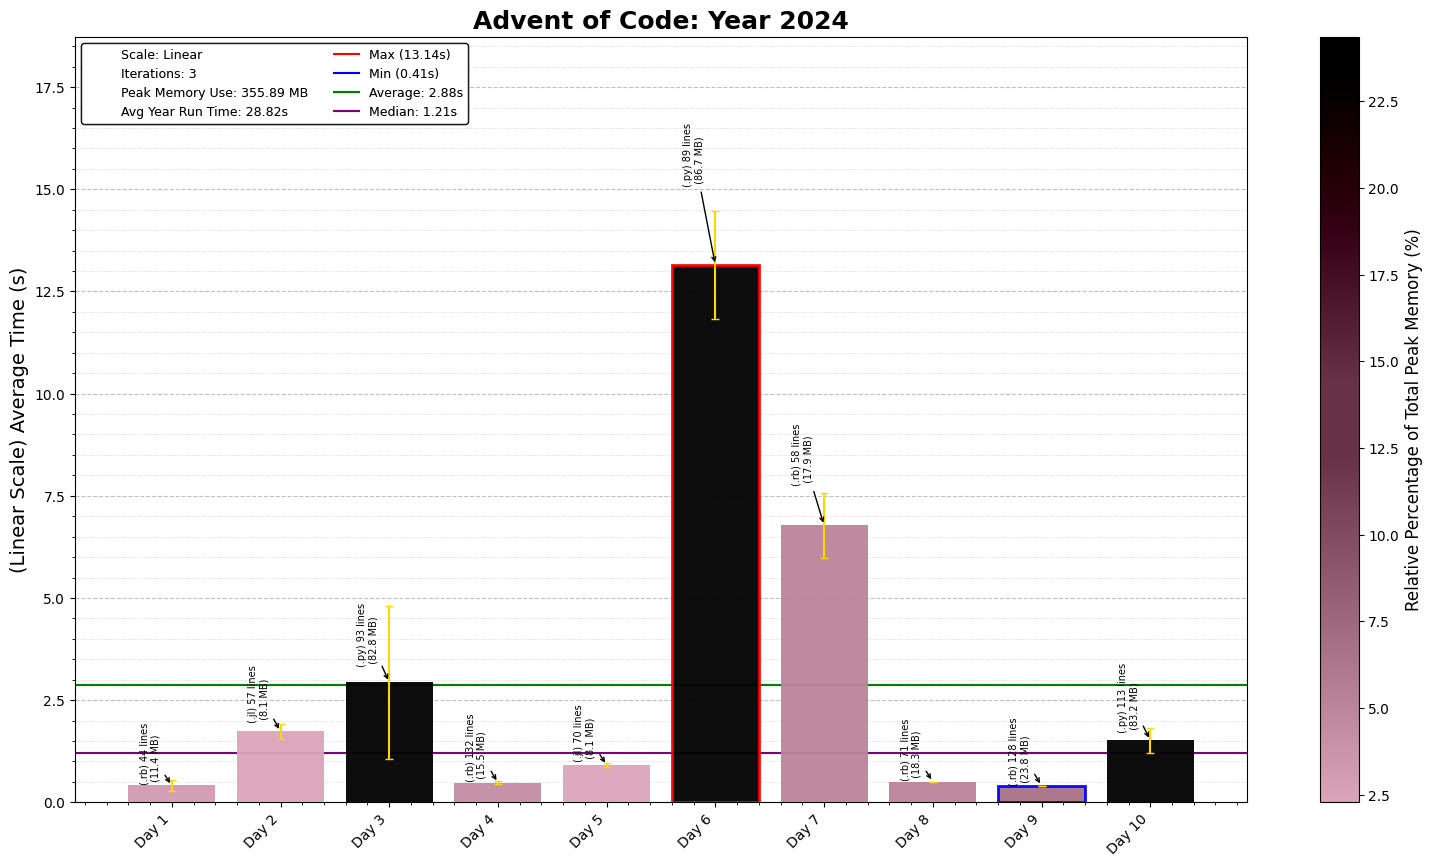 Advent of Code: Year 2024
Scale: Linear
Iterations: 3
Peak Memory Use: 355.89 MB
Avg Year Run Time: 28.82s
Max (13.14s)
Min (0.41s)
Average: 2.88s
Median: 1.21s
(Linear Scale) Average Time (s)
17.5
15.0
12.5
10.0
7.5
5.0
2.5
0.0
(.rb) 44 lines
(11.4 MB)
(.jl) 57 lines
(8.1 MB)
(.py) 93 lines
(82.8 MB)
(.rb) 132 lines
(15.5 MB)
(.jl) 70 lines
(8.1 MB)
(.py) 89 lines
(86.7 MB)
(.rb) 58 lines
(17.9 MB)
(.rb) 71 lines
(18.3 MB)
(.rb) 128 lines
(23.8 MB)
(.py) 113 lines
(83.2 MB)
Day 1
Day 2
Day 3
Day 4
Day 5
Day 6
Day 7
Day 8
Day 9
Day 10
22.5
20.0
17.5
15.0
12.5
10.0
7.5
5.0
2.5
Relative Percentage of Total Peak Memory (%)